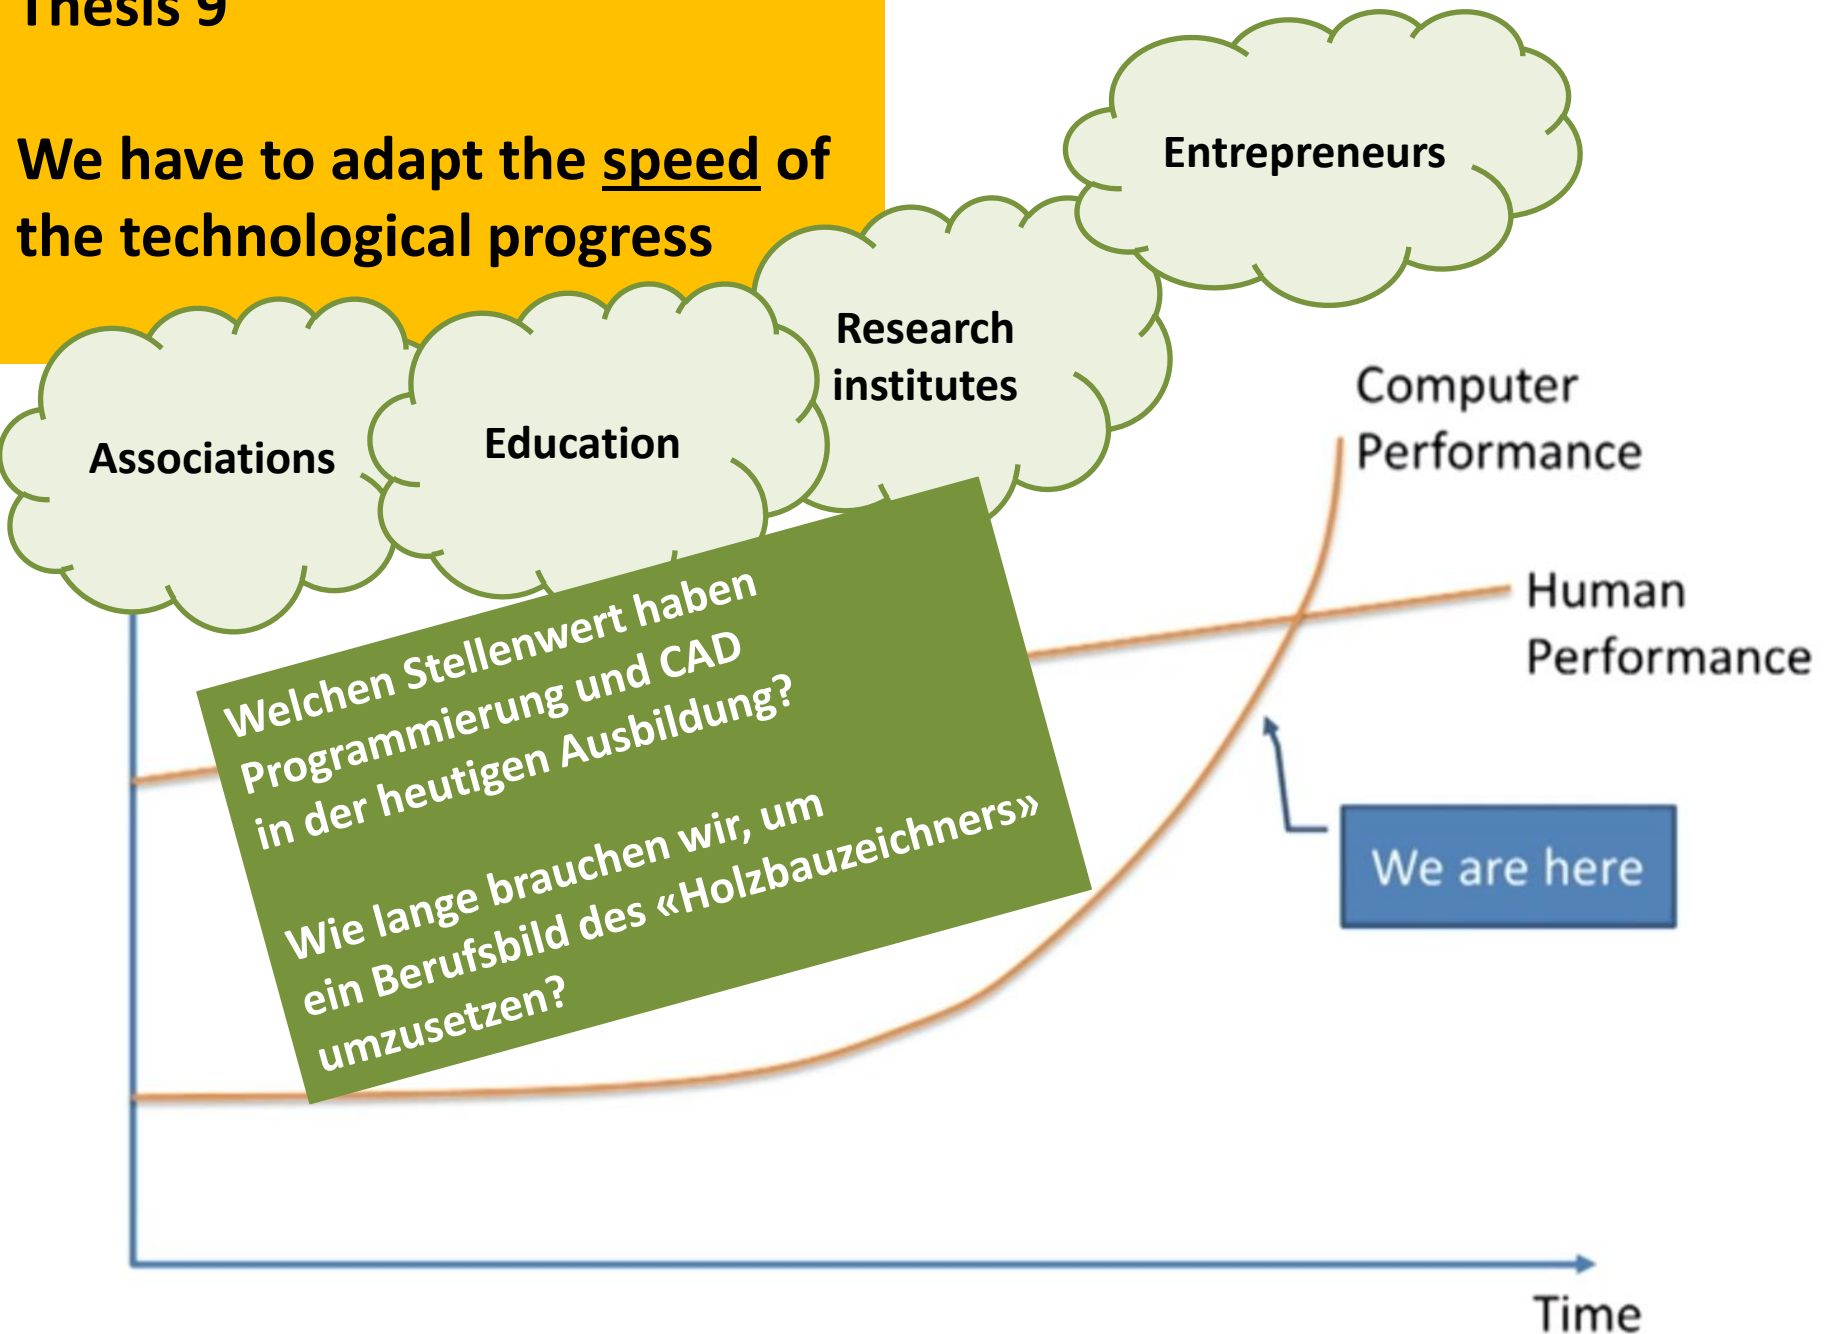 Thesis 9
We have to adapt the speed of
the technological progress
Entrepreneurs
Research
institutes
Education
Associations
Computer
Performance
Human
Performance
Welchen Stellenwert haben
Programmierung und CAD
in der heutigen Ausbildung?
Wie lange brauchen wir, um
ein Berufsbild des «Holzbauzeichners»
umzusetzen?
We are here
Time